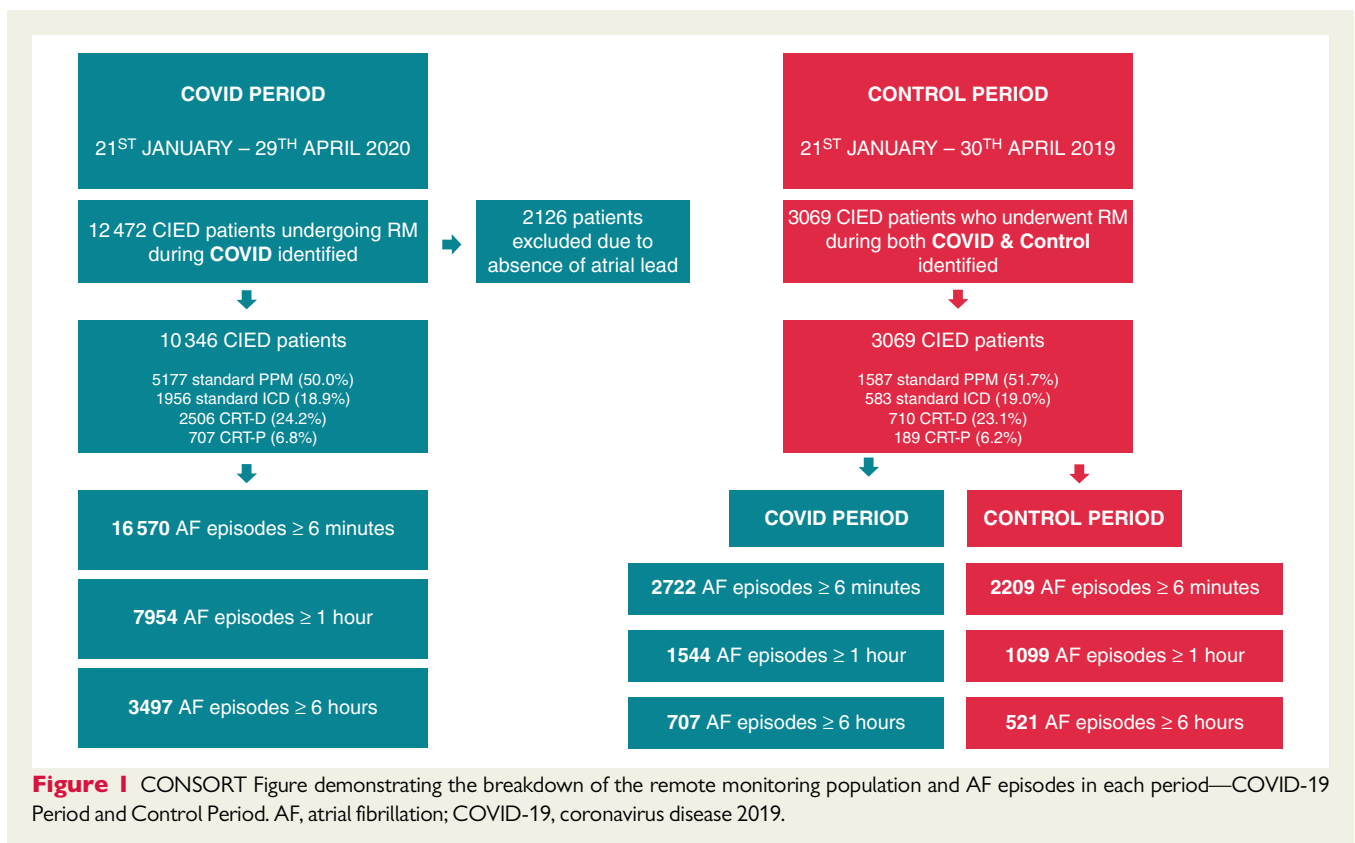 COVID PERIOD
21ST JANUARY – 29TH APRIL 2020
12 472 CIED patients undergoing RM
during COVID identified
2126 patients
excluded due to
absence of atrial lead
10 346 CIED patients
5177 standard PPM (50.0%)
1956 standard ICD (18.9%)
2506 CRT-D (24.2%)
707 CRT-P (6.8%)
16 570 AF episodes ≥ 6 minutes
7954 AF episodes ≥ 1 hour
3497 AF episodes ≥ 6 hours
CONTROL PERIOD
21ST JANUARY – 30TH APRIL 2019
3069 CIED patients who underwent RM
during both COVID & Control
identified
3069 CIED patients
1587 standard PPM (51.7%)
583 standard ICD (19.0%)
710 CRT-D (23.1%)
189 CRT-P (6.2%)
COVID PERIOD
2722 AF episodes ≥ 6 minutes
1544 AF episodes ≥ 1 hour
707 AF episodes ≥ 6 hours
CONTROL PERIOD
2209 AF episodes ≥ 6 minutes
1099 AF episodes ≥ 1 hour
521 AF episodes ≥ 6 hours
Figure 1 CONSORT Figure demonstrating the breakdown of the remote monitoring population and AF episodes in each period—COVID-19
Period and Control Period. AF, atrial fibrillation; COVID-19, coronavirus disease 2019.